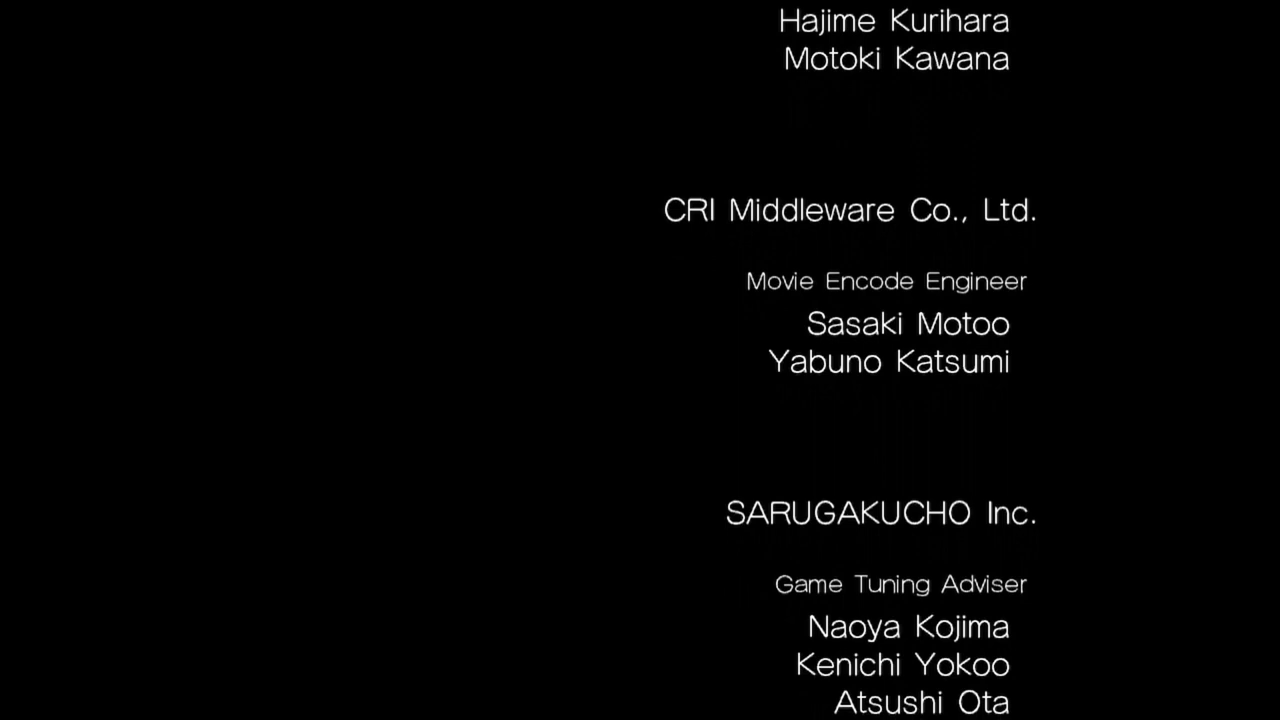 Hajime Kurihara
Motoki Kawana
CRI Middleware Co., Ltd.
Movie Encode Engineer
Sasaki Motoo
Yabuno Katsumi
SARUGAKUCHO Inc.
Game Tuning Adviser
Naoya Kojima
Kenichi Yokoo
Atsushi Ota